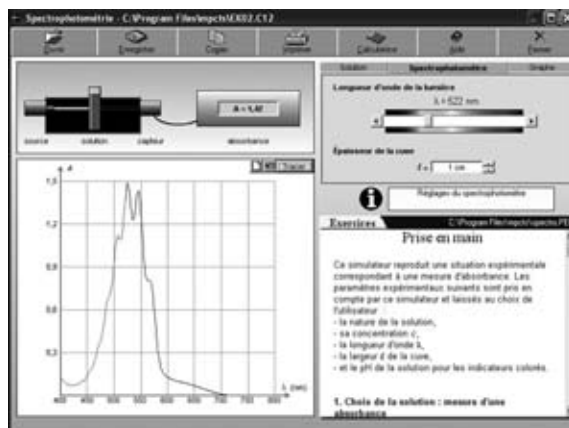 Spectrophotométrie - C:\Program Files\impcts\EX02.C12
Ouvrir Enregistrer Copier Imprimer Calculatrice Aide Fermer
source solution capteur absorbance
A = 1,47
Solution Spectrophotomètre Graphe
Longueur d'onde de la lumière
λ = 522 nm
Épaisseur de la cuve
1 cm
Réglages du spectrophotomètre
Tracer
A
1,5
1,2
0,9
0,6
0,3
400 450 500 550 600 650 700 750 800
λ (nm)
Exercices
Prise en main
Ce simulateur reproduit une situation expérimentale
correspondant à une mesure d'absorbance. Les
paramètres expérimentaux suivants sont pris en
compte par ce simulateur et laissés au choix de
l'utilisateur :
- la nature de la solution,
- sa concentration c,
- la longueur d'onde λ,
- la largeur d de la cuve,
- et le pH de la solution pour les indicateurs colorés.
1. Choix de la solution : mesure d'une
absorbance